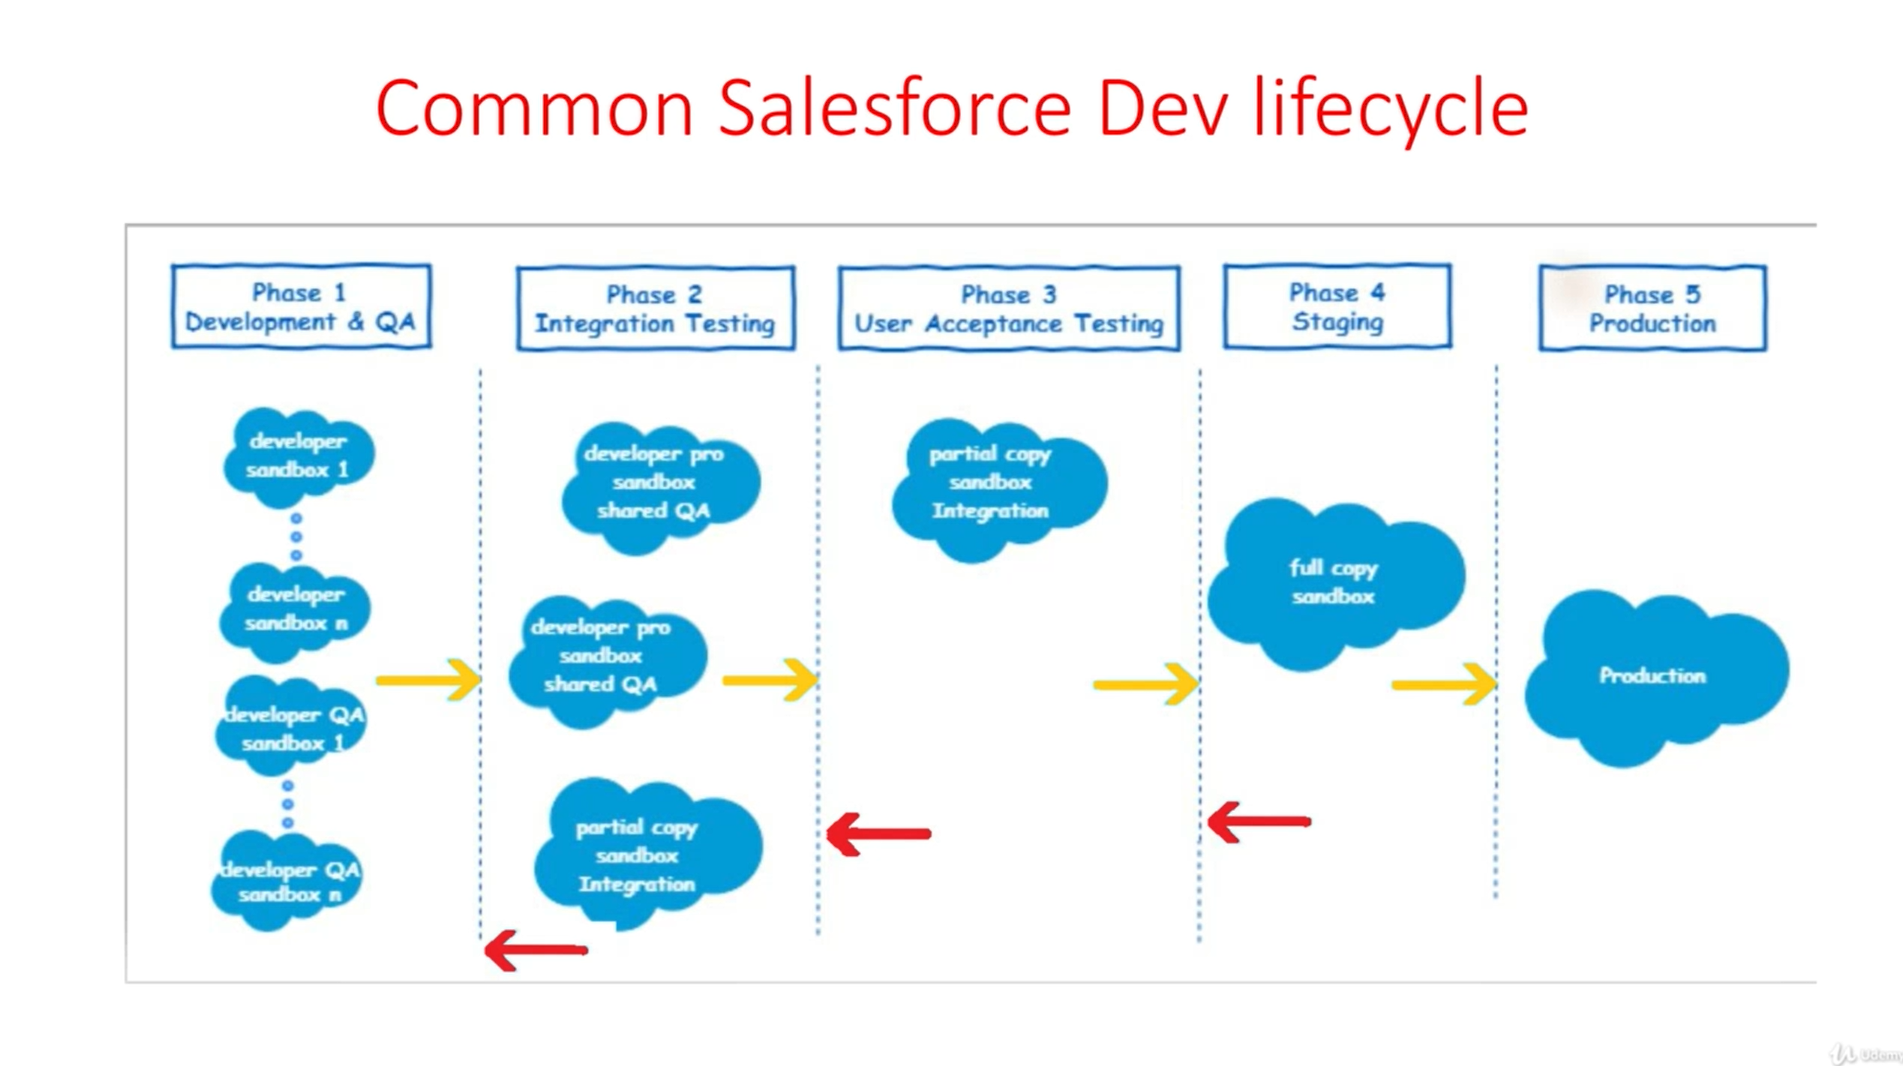 Common Salesforce Dev lifecycle
Phase 1
Development & QA
Phase 2
Integration Testing
Phase 3
User Acceptance Testing
Phase 4
Staging
Phase 5
Production
developer
sandbox 1
developer
sandbox n
developer QA
sandbox 1
developer QA
sandbox n
developer pro
sandbox
shared QA
developer pro
sandbox
shared QA
partial copy
sandbox
Integration
partial copy
sandbox
Integration
full copy
sandbox
Production
Udemy